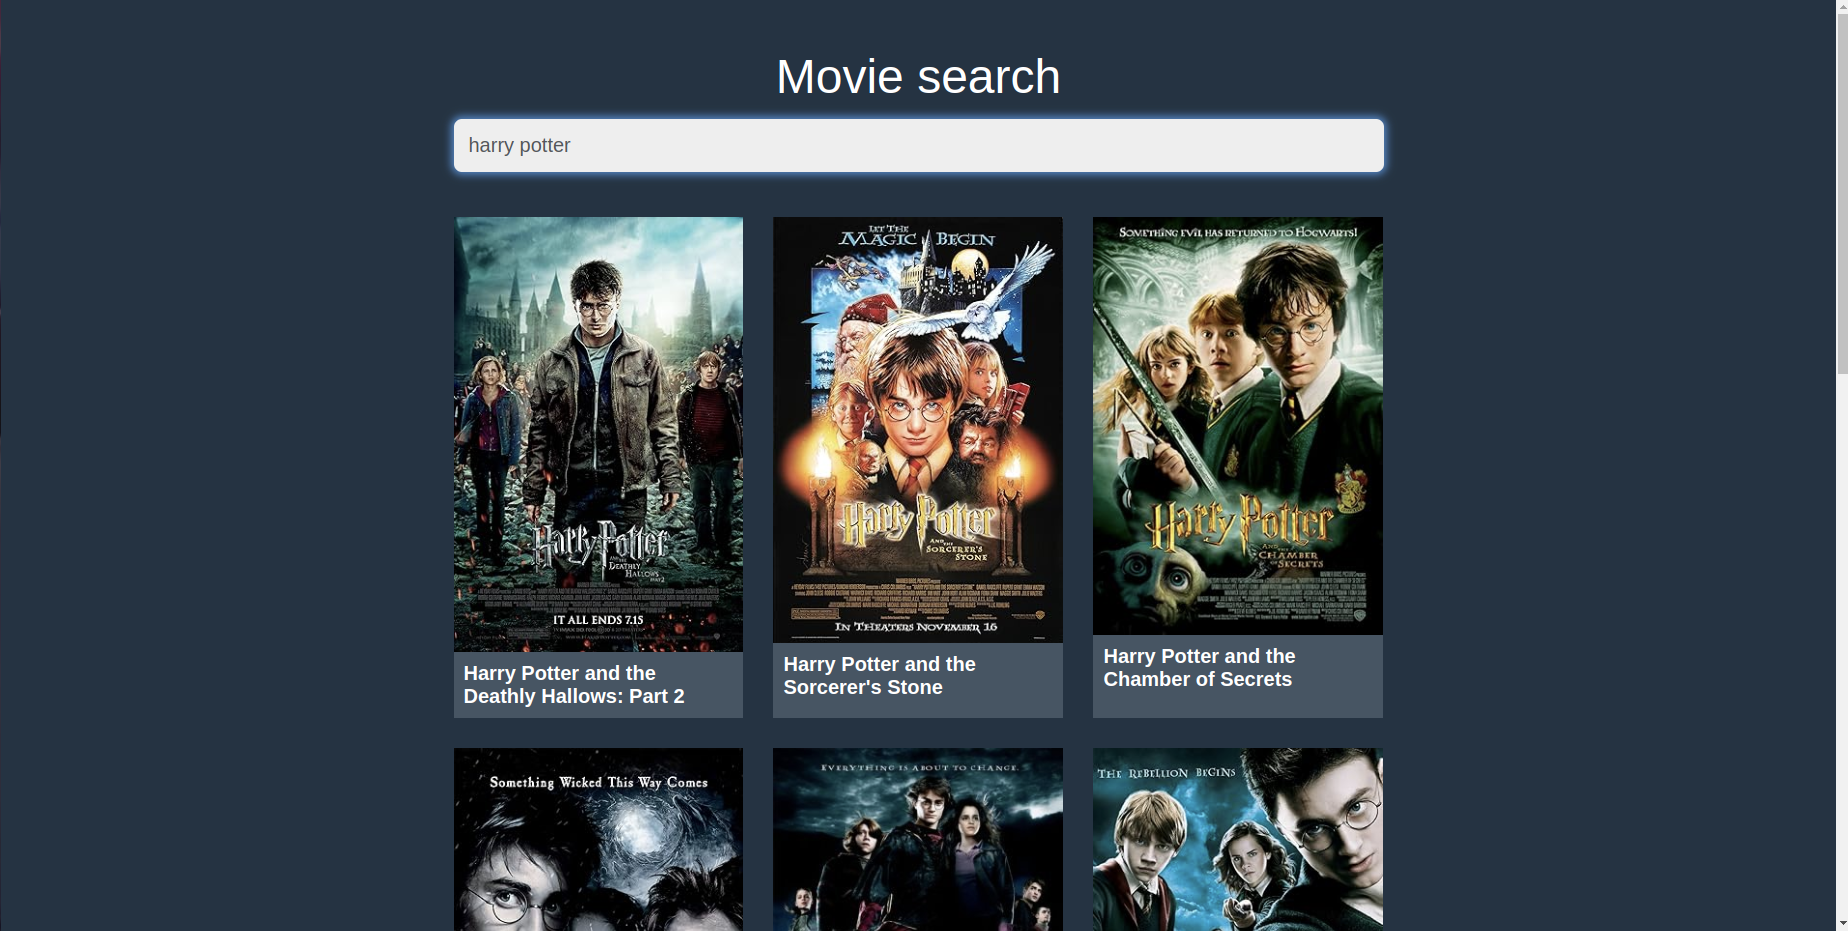 Movie search
harry potter
IT ALL ENDS 7.15
Harry Potter
AND THE
DEATHLY
HALLOWS
PART 2
Harry Potter and the
Deathly Hallows: Part 2
LET THE
MAGIC BEGIN
Harry Potter
AND THE
SORCERER'S
STONE
IN THEATERS NOVEMBER 16
Harry Potter and the
Sorcerer's Stone
SOMETHING EVIL HAS RETURNED TO HOGWARTS!
Harry Potter
AND THE
CHAMBER
OF SECRETS
Harry Potter and the
Chamber of Secrets
Something Wicked This Way Comes
EVERYTHING IS ABOUT TO CHANGE.
THE REBELLION BEGINS